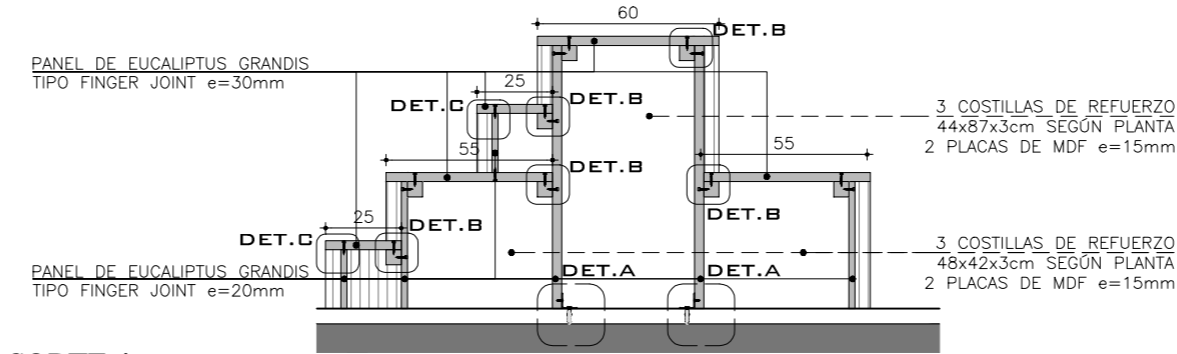 60
DET.B
PANEL DE EUCALIPTUS GRANDIS
TIPO FINGER JOINT e=30mm
25
DET.C
DET.B
3 COSTILLAS DE REFUERZO
44x87x3cm SEGÚN PLANTA
2 PLACAS DE MDF e=15mm
55
DET.B
55
25
DET.C
DET.B
DET.B
3 COSTILLAS DE REFUERZO
48x42x3cm SEGÚN PLANTA
2 PLACAS DE MDF e=15mm
PANEL DE EUCALIPTUS GRANDIS
TIPO FINGER JOINT e=20mm
DET.A
DET.A